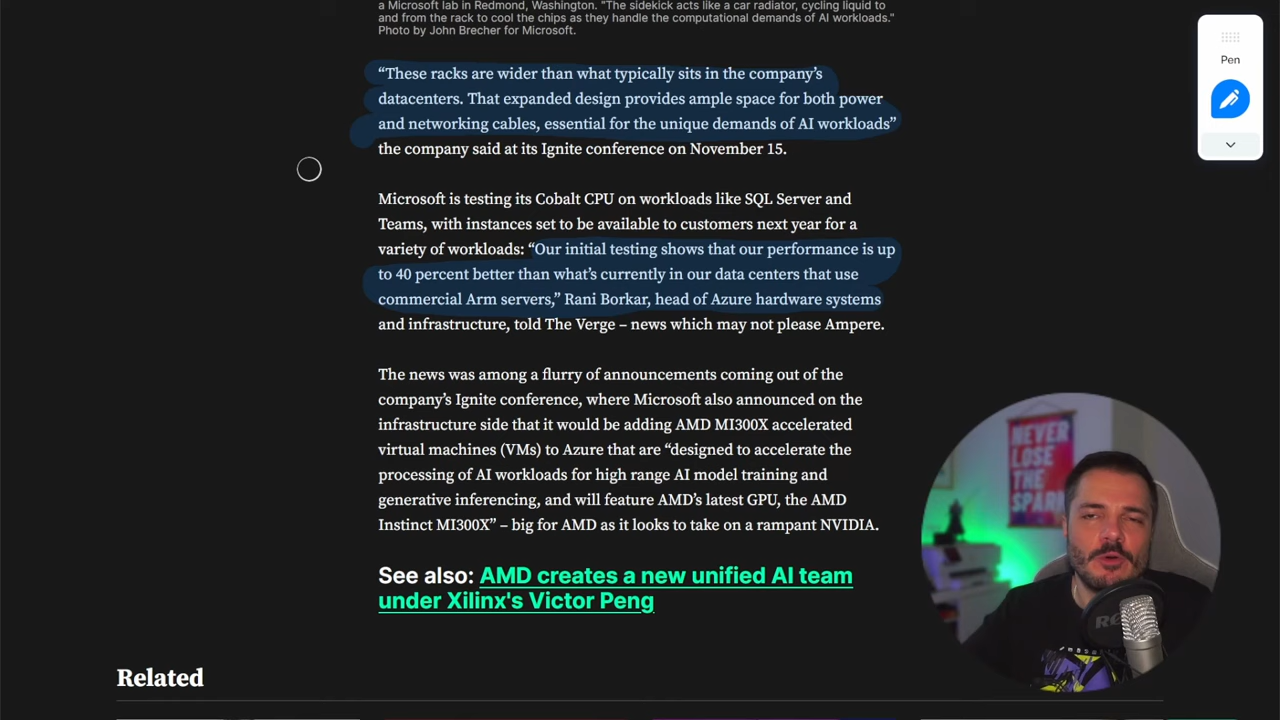 a Microsoft lab in Redmond, Washington. "The sidekick acts like a car radiator, cycling liquid to
and from the rack to cool the chips as they handle the computational demands of AI workloads."
Photo by John Brecher for Microsoft.
“These racks are wider than what typically sits in the company’s
datacenters. That expanded design provides ample space for both power
and networking cables, essential for the unique demands of AI workloads”
the company said at its Ignite conference on November 15.
Microsoft is testing its Cobalt CPU on workloads like SQL Server and
Teams, with instances set to be available to customers next year for a
variety of workloads: “Our initial testing shows that our performance is up
to 40 percent better than what’s currently in our data centers that use
commercial Arm servers,” Rani Borkar, head of Azure hardware systems
and infrastructure, told The Verge – news which may not please Ampere.
The news was among a flurry of announcements coming out of the
company’s Ignite conference, where Microsoft also announced on the
infrastructure side that it would be adding AMD MI300X accelerated
virtual machines (VMs) to Azure that are “designed to accelerate the
processing of AI workloads for high range AI model training and
generative inferencing, and will feature AMD’s latest GPU, the AMD
Instinct MI300X” – big for AMD as it looks to take on a rampant NVIDIA.
See also: AMD creates a new unified AI team
under Xilinx's Victor Peng
Related
Pen
NEVER
LOSE
THE
SPARK